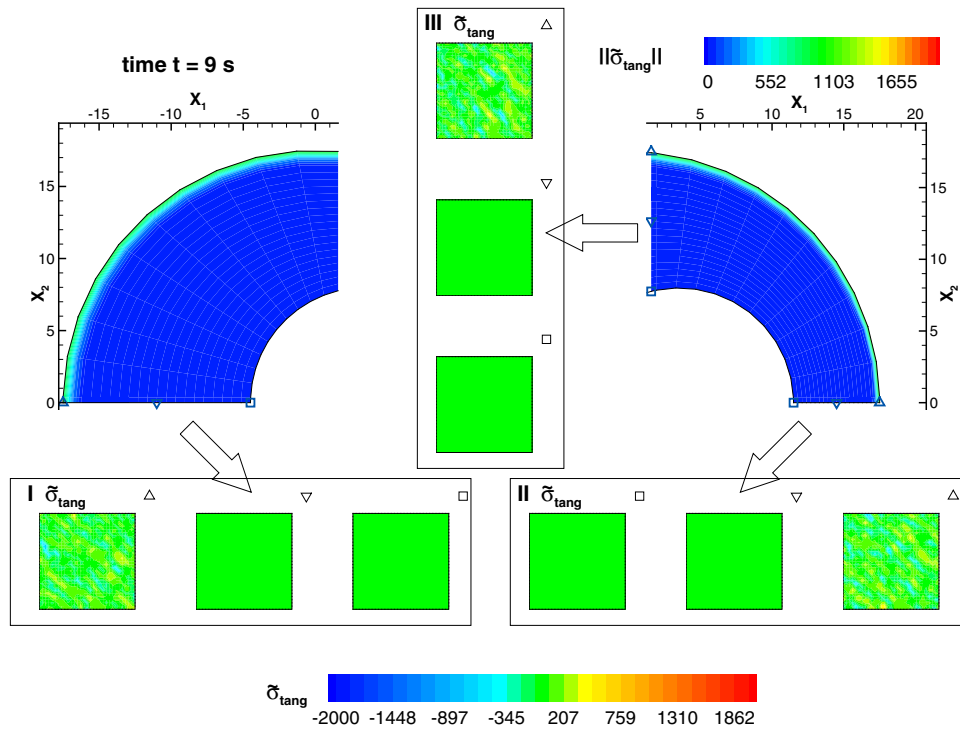 III σ̃tang
time t = 9 s
||σ̃tang||
0 552 1103 1655
X1
-15 -10 -5 0
X1
5 10 15 20
15
10
5
0
X2
15
10
5
0
X2
I σ̃tang
II σ̃tang
σ̃tang
-2000 -1448 -897 -345 207 759 1310 1862